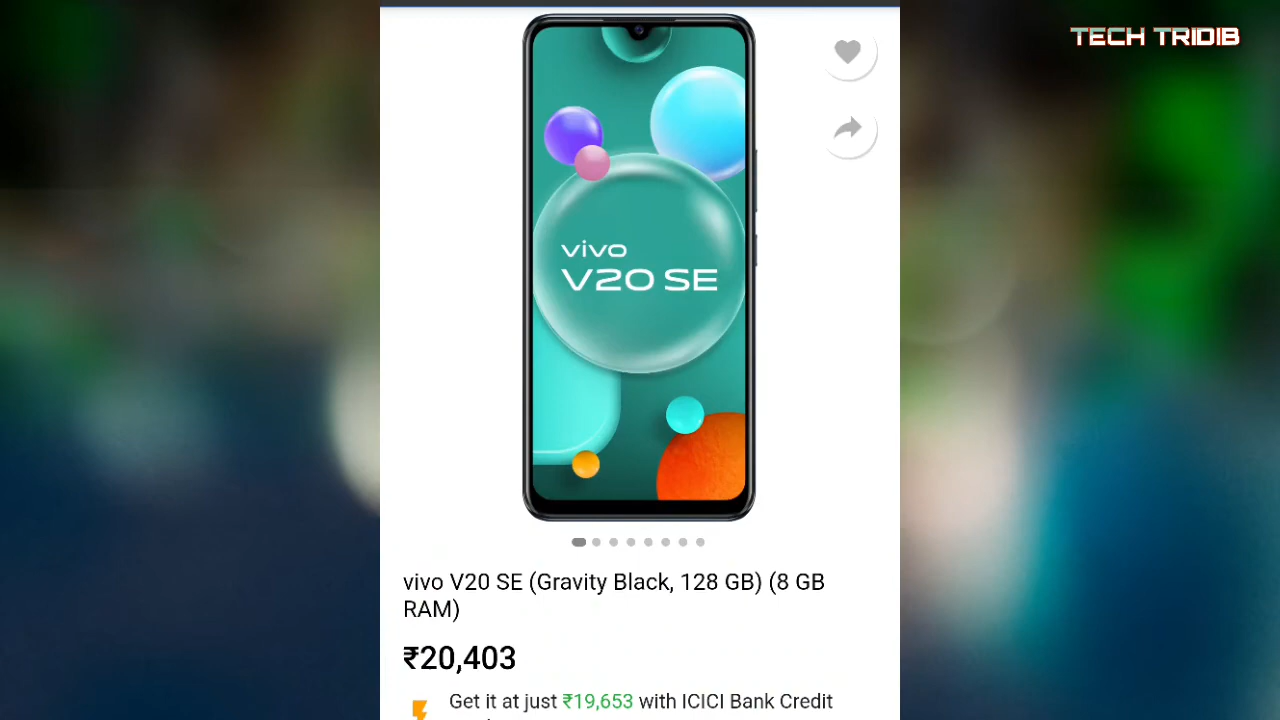 TECH TRIDIB
vivo
V20 SE
vivo V20 SE (Gravity Black, 128 GB) (8 GB
RAM)
₹20,403
Get it at just ₹19,653 with ICICI Bank Credit